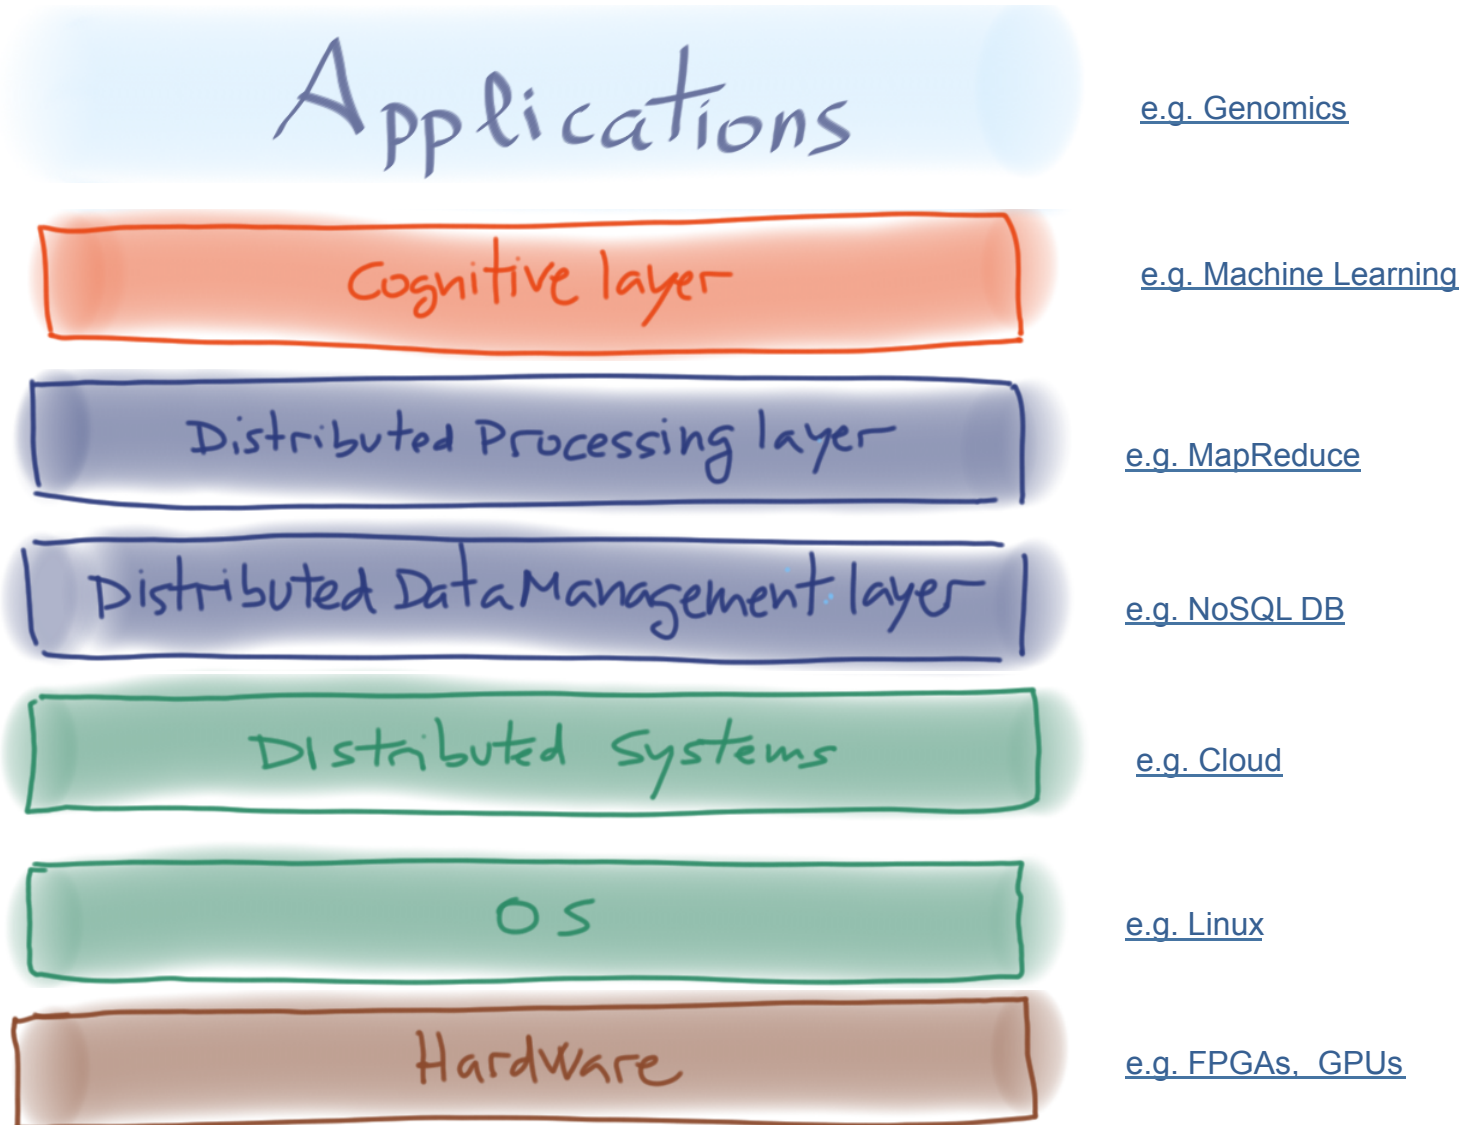 Applications
e.g. Genomics
Cognitive layer
e.g. Machine Learning
Distributed Processing layer
e.g. MapReduce
Distributed Data Management layer
e.g. NoSQL DB
Distributed Systems
e.g. Cloud
OS
e.g. Linux
Hardware
e.g. FPGAs, GPUs